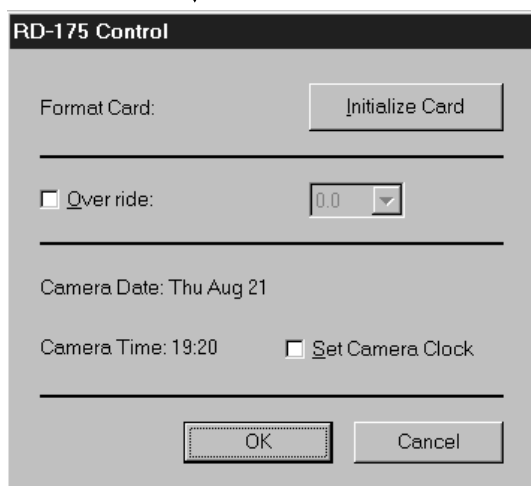 RD-175 Control
Format Card: Initialize Card
Over ride: 0.0
Camera Date: Thu Aug 21
Camera Time: 19:20 Set Camera Clock
OK Cancel